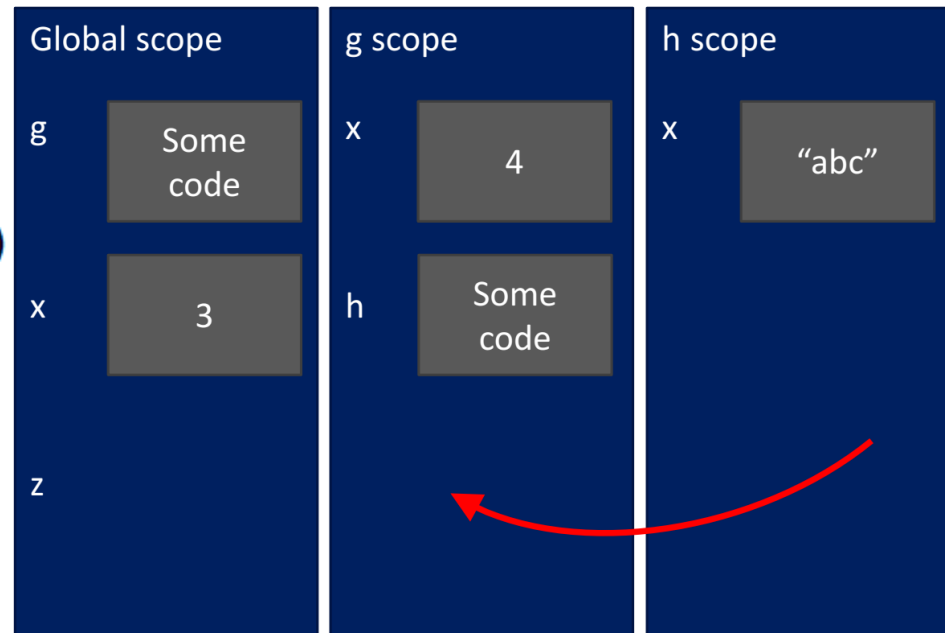 Global scope
g
Some
code
x
3
z
g scope
x
4
h
Some
code
h scope
x
“abc”